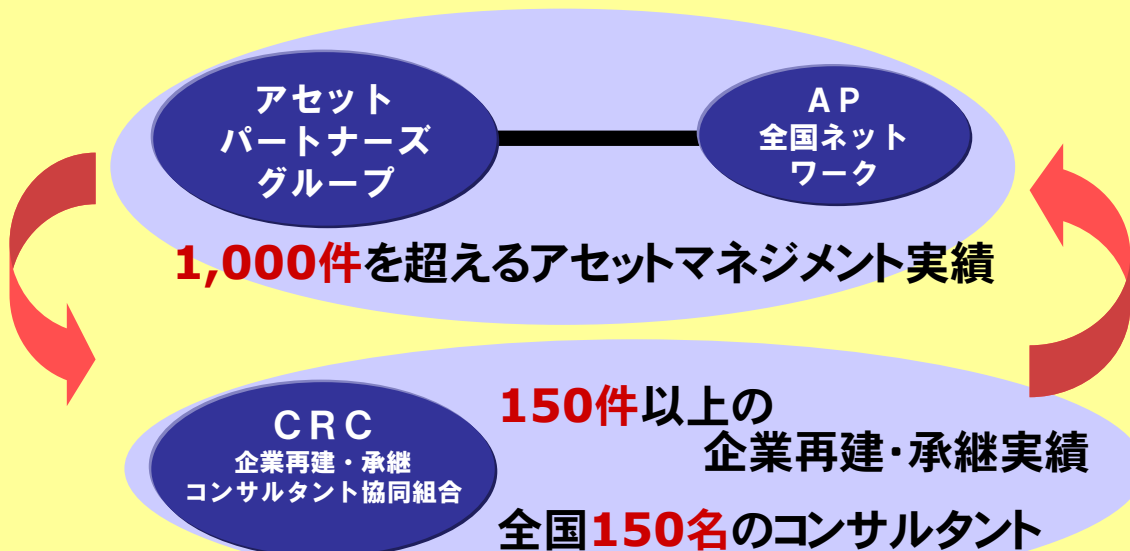 アセット
パートナーズ
グループ
ＡＰ
全国ネット
ワーク
1,000件を超えるアセットマネジメント実績
ＣＲＣ
企業再建・承継
コンサルタント協同組合
150件以上の
企業再建・承継実績
全国150名のコンサルタント